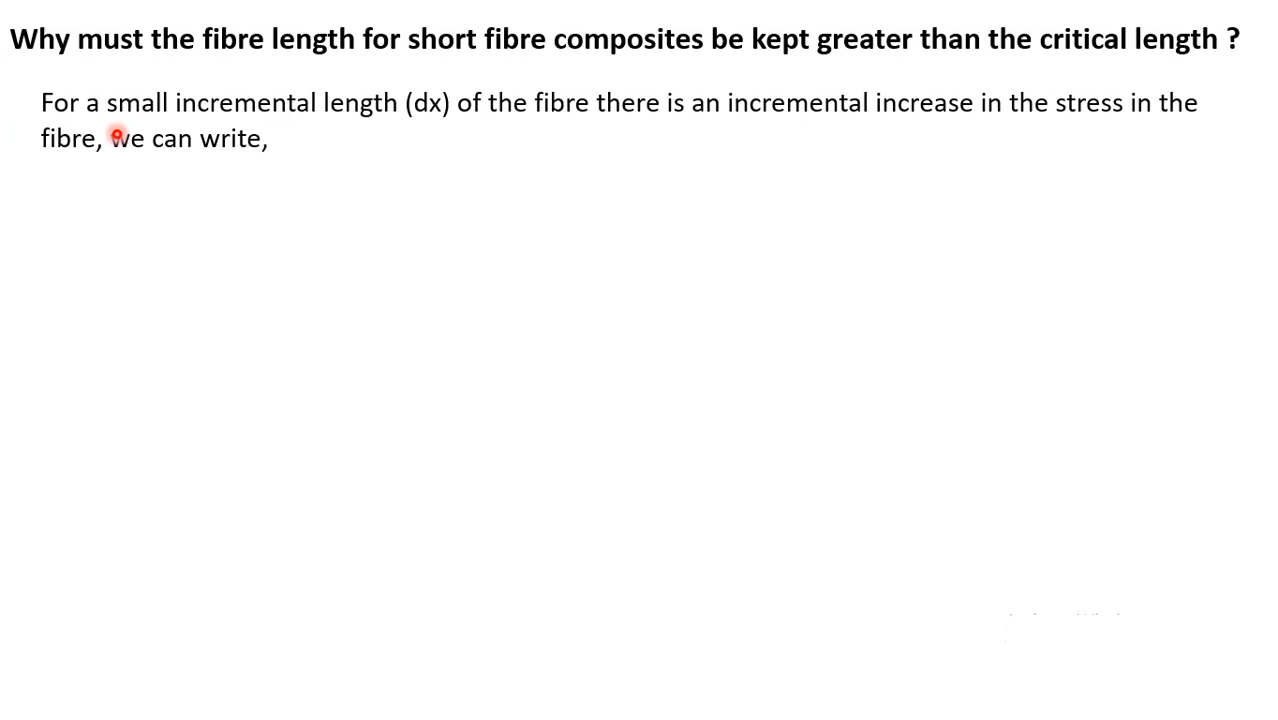 Why must the fibre length for short fibre composites be kept greater than the critical length ?
For a small incremental length (dx) of the fibre there is an incremental increase in the stress in the
fibre, we can write,